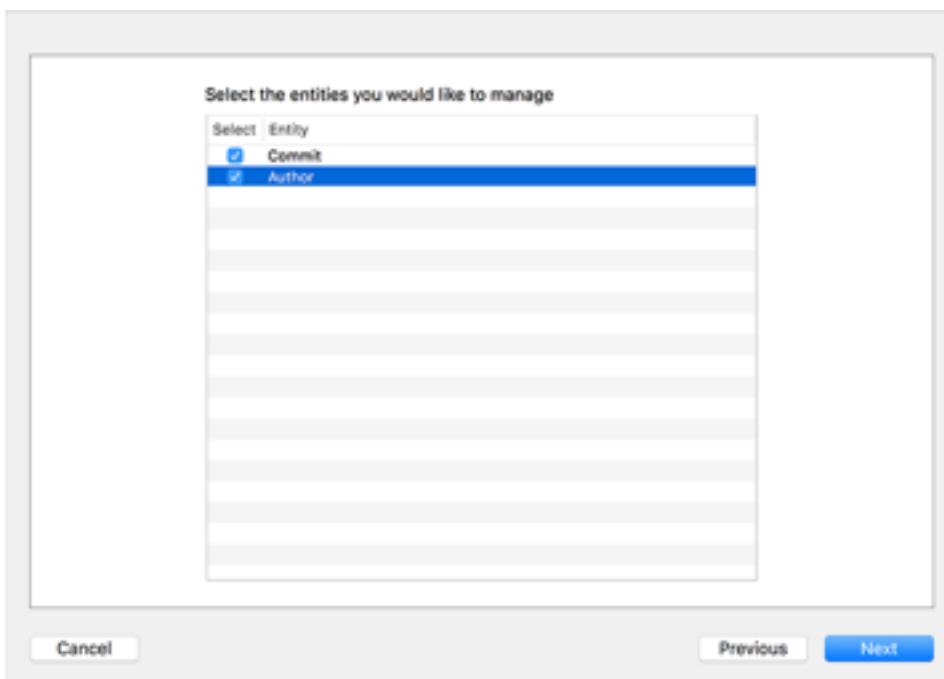 Select the entities you would like to manage
Select Entity
Commit
Author
Cancel Previous Next